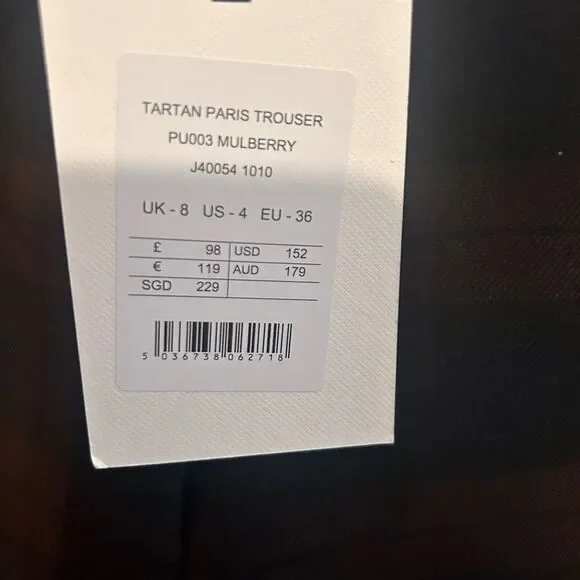 TARTAN PARIS TROUSER
PU003 MULBERRY
J40054 1010
UK - 8 US - 4 EU - 36
£ 98 USD 152
€ 119 AUD 179
SGD 229
5 036738 062718